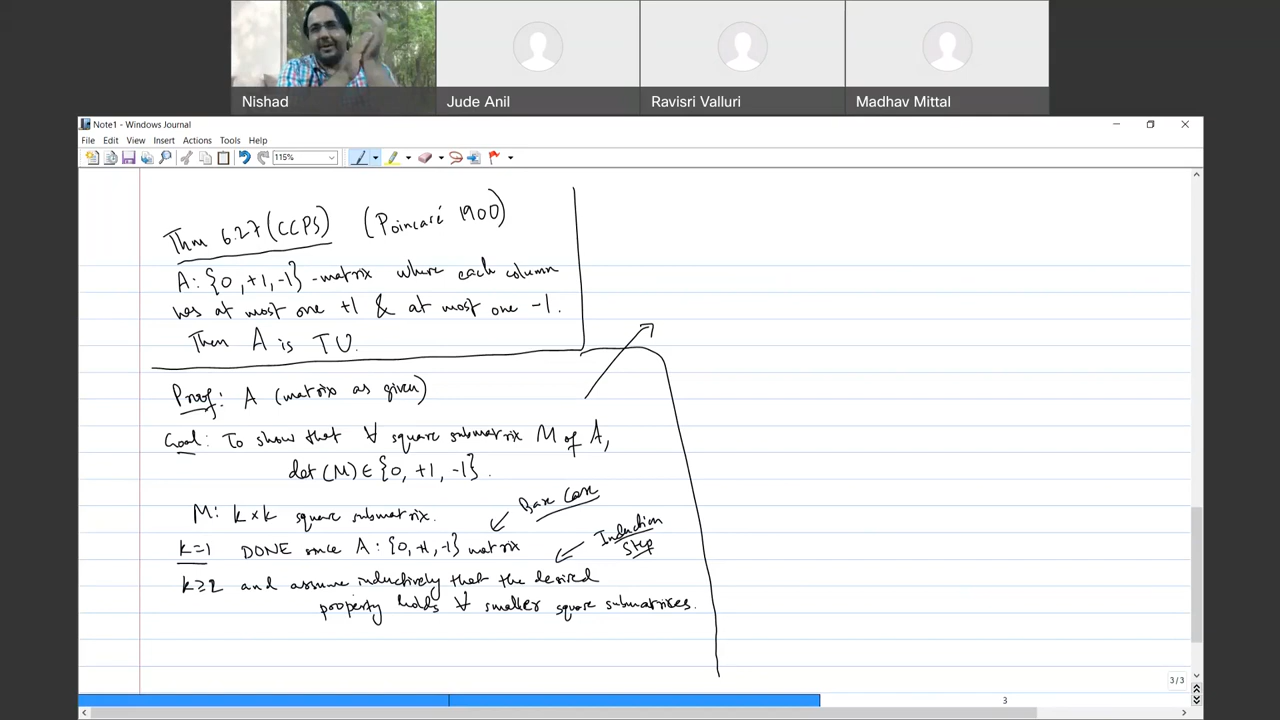 Nishad
Jude Anil
Ravisri Valluri
Madhav Mittal
Note1 - Windows Journal
File Edit View Insert Actions Tools Help
115%
Thm 6.27 (CCPS) (Poincaré 1900)
A: {0, +1, -1} - matrix where each column
has at most one +1 & at most one -1.
Then A is TU.
Proof: A (matrix as given)
Goal: To show that ∀ square submatrix M of A,
det(M) ∈ {0, +1, -1}.
M: k×k square submatrix.
Base Case
k=1 DONE since A: {0, +1, -1} matrix
Induction
Step
k≥2 and assume inductively that the desired
property holds ∀ smaller square submatrices.
3/3
3